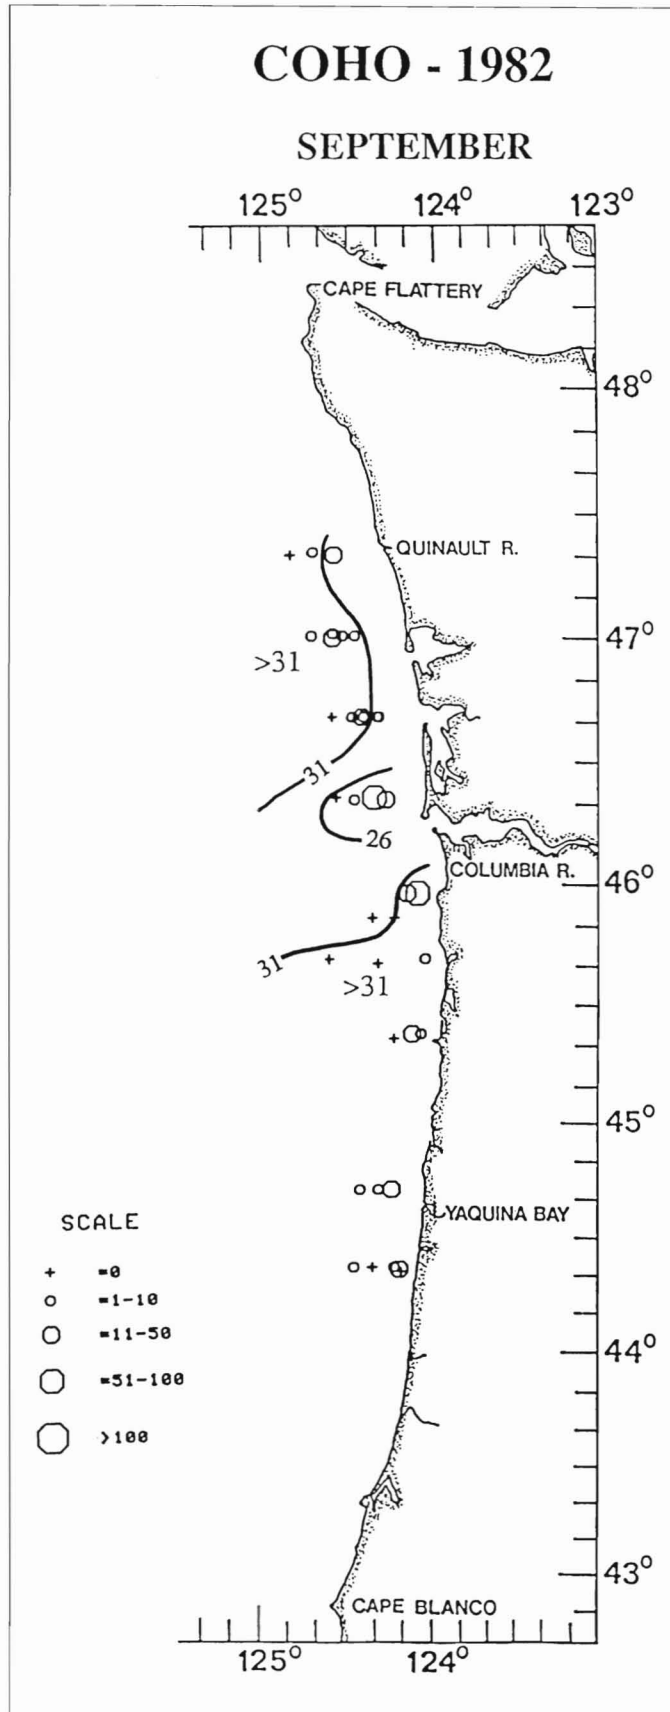 COHO - 1982
SEPTEMBER
125° 124° 123°
CAPE FLATTERY
48°
QUINAULT R.
47°
>31
31
26
COLUMBIA R.
46°
31
>31
45°
YAQUINA BAY
SCALE
+ =0
=1-10
=11-50
=51-100
>100
44°
43°
CAPE BLANCO
125° 124°